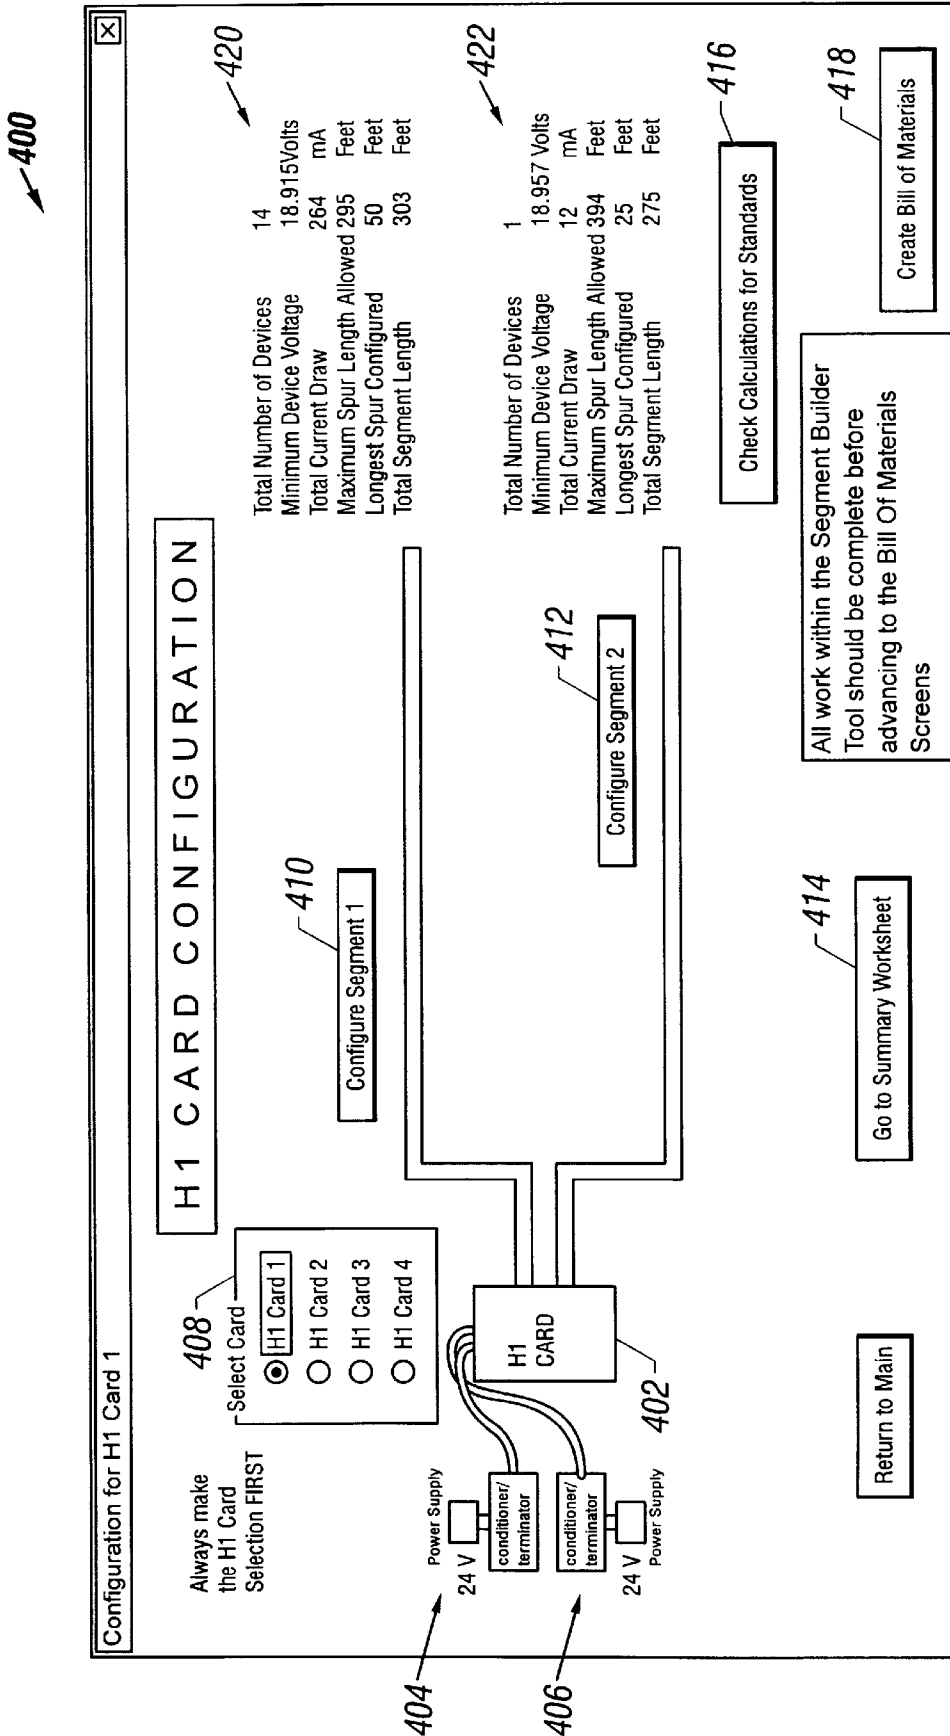 400
Configuration for H1 Card 1
H1 CARD CONFIGURATION
Always make
the H1 Card
Selection FIRST
408
Select Card
H1 Card 1
H1 Card 2
H1 Card 3
H1 Card 4
410
Configure Segment 1
420
Total Number of Devices 14
Minimum Device Voltage 18.915Volts
Total Current Draw 264 mA
Maximum Spur Length Allowed 295 Feet
Longest Spur Configured 50 Feet
Total Segment Length 303 Feet
404
Power Supply
24 V
conditioner/
terminator
H1
CARD
402
406
conditioner/
terminator
24 V
Power Supply
412
Configure Segment 2
422
Total Number of Devices 1
Minimum Device Voltage 18.957 Volts
Total Current Draw 12 mA
Maximum Spur Length Allowed 394 Feet
Longest Spur Configured 25 Feet
Total Segment Length 275 Feet
416
Check Calculations for Standards
Return to Main
414
Go to Summary Worksheet
All work within the Segment Builder
Tool should be complete before
advancing to the Bill Of Materials
Screens
418
Create Bill of Materials